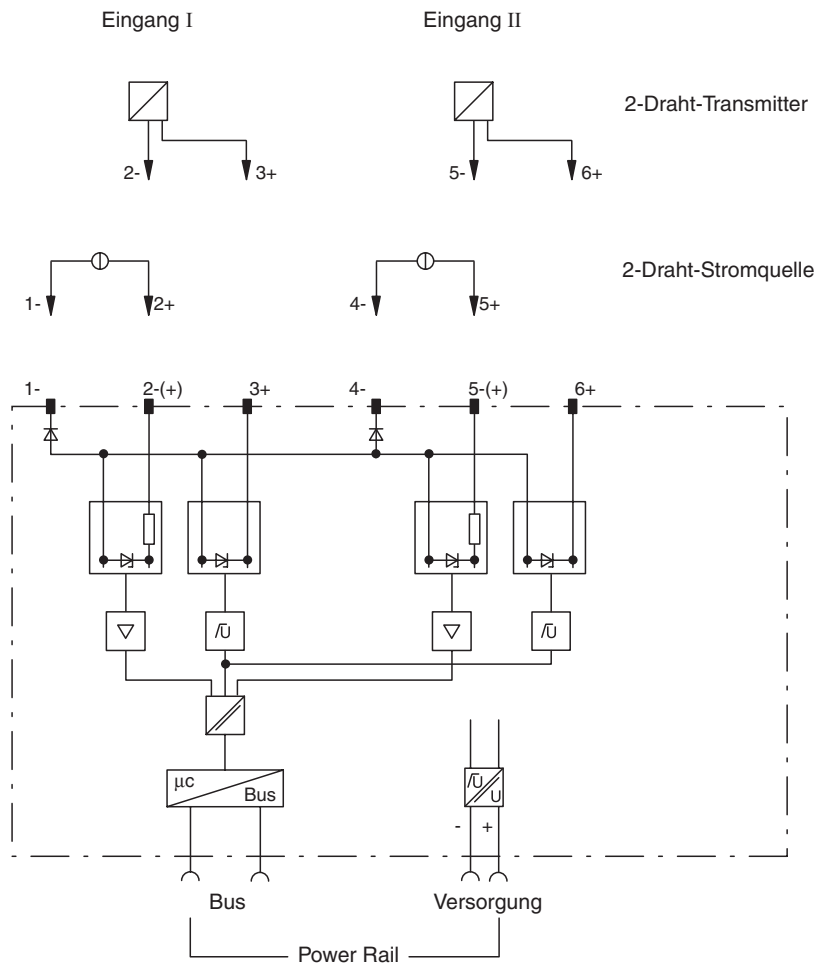 Eingang I Eingang II
2-Draht-Transmitter
2- 3+ 5- 6+
2-Draht-Stromquelle
1- 2+ 4- 5+
1- 2-(+) 3+ 4- 5-(+) 6+
/Ū /Ū
µc
Bus
/Ū
U
- +
Bus Versorgung
Power Rail